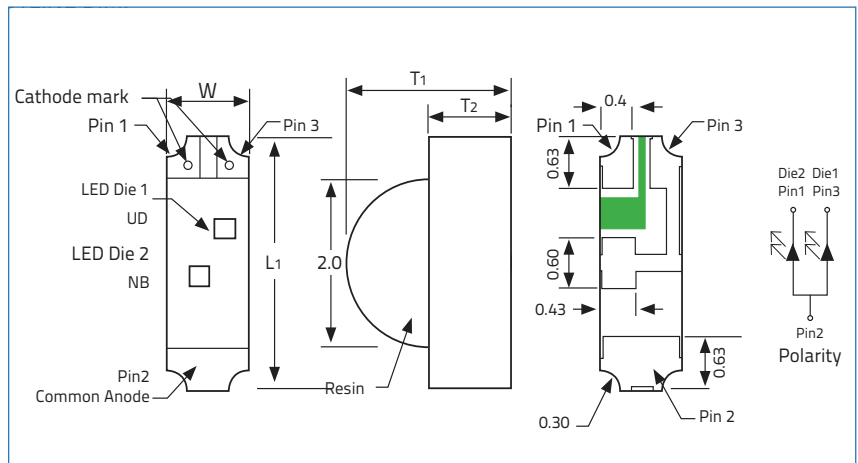 Cathode mark
W
Pin 1
Pin 3
LED Die 1
UD
LED Die 2
NB
Pin2
Common Anode
L1
2.0
T1
T2
Resin
0.4
Pin 1
Pin 3
0.63
0.60
0.43
0.63
0.30
Pin 2
Die2 Die1
Pin1 Pin3
Pin2
Polarity